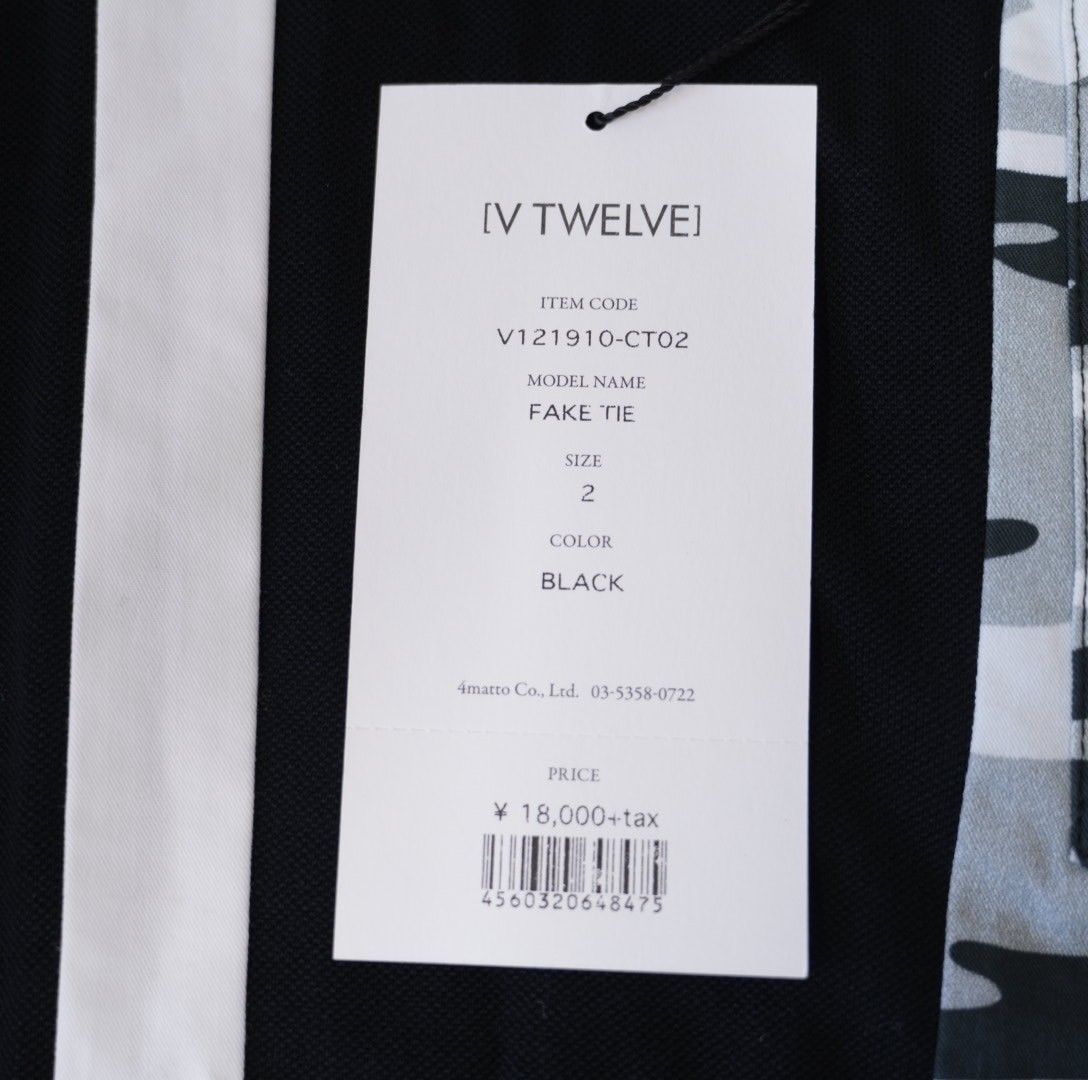 [V TWELVE]
ITEM CODE
V121910-CT02
MODEL NAME
FAKE TIE
SIZE
2
COLOR
BLACK
4matto Co., Ltd. 03-5358-0722
PRICE
¥ 18,000+tax
4560320648475